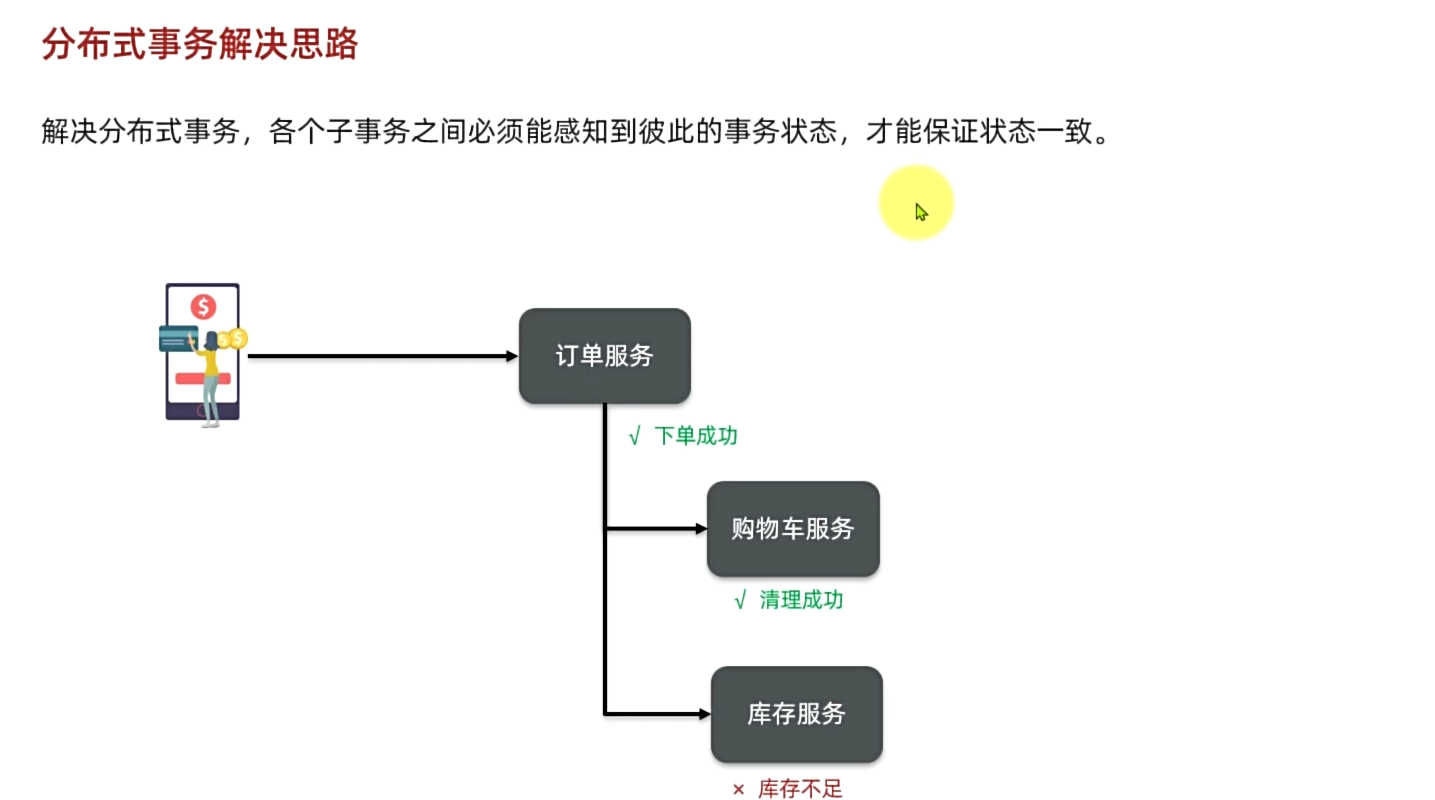 分布式事务解决思路
解决分布式事务，各个子事务之间必须能感知到彼此的事务状态，才能保证状态一致。
$
$
$
订单服务
√ 下单成功
购物车服务
√ 清理成功
库存服务
× 库存不足